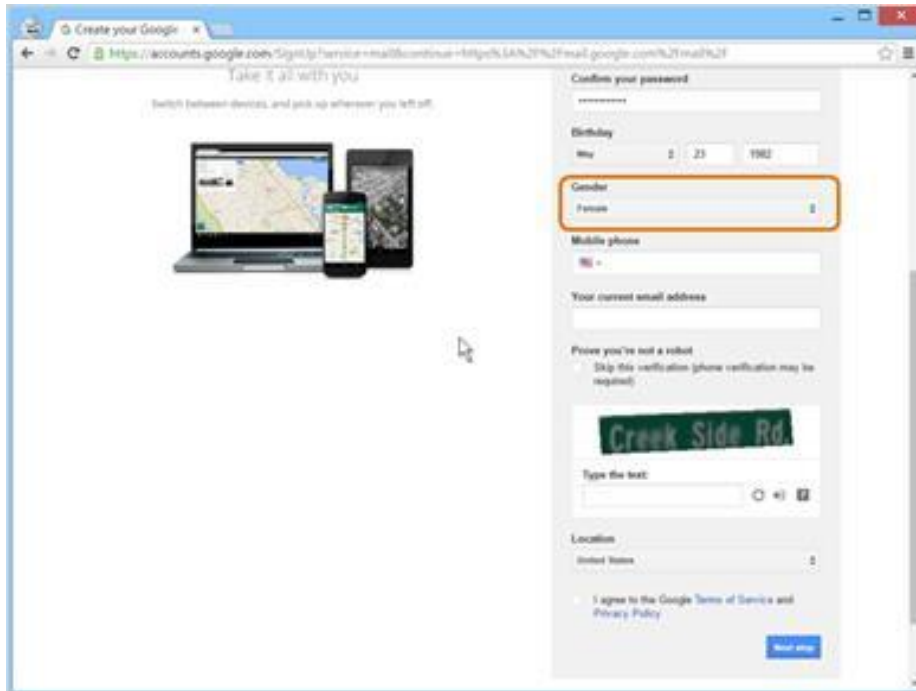 Create your Google
https://accounts.google.com/SignUp?service=mail&continue=https%3A%2F%2Fmail.google.com%2Fmail%2F
Take it all with you
Switch between devices, and pick up wherever you left off.
Confirm your password
Birthday
May 23 1982
Gender
Female
Mobile phone
Your current email address
Prove you're not a robot
Skip this verification (phone verification may be
required)
Creek Side Rd.
Type the text:
Location
United States
I agree to the Google Terms of Service and
Privacy Policy
Next step